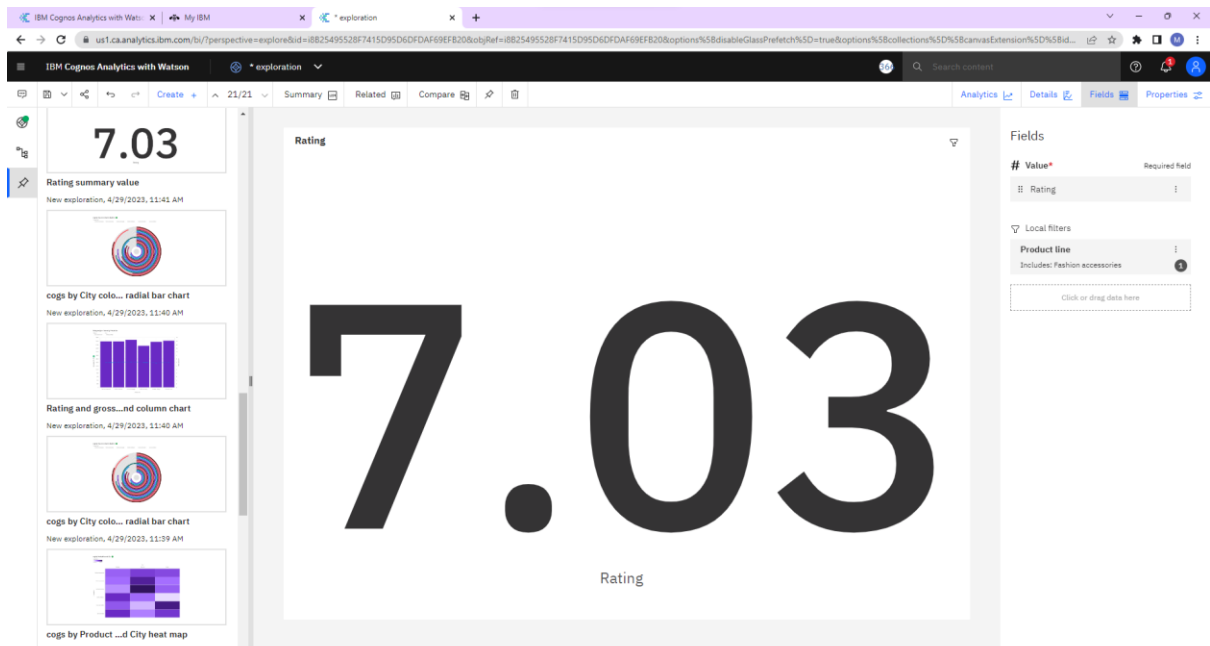 IBM Cognos Analytics with Wats
My IBM
* exploration
us1.ca.analytics.ibm.com/bi/?perspective=explore&id=i8B25495528F7415D95D6DFDAF69EFB20&objRef=i8B25495528F7415D95D6DFDAF69EFB20&options%5BdisableGlassPrefetch%5D=true&options%5Bcollections%5D%5BcanvasExtension%5D%5Bid...
M
IBM Cognos Analytics with Watson
* exploration
Search content
Create +
21/21
Summary
Related
Compare
Analytics
Details
Fields
Properties
7.03
Rating summary value
New exploration, 4/29/2023, 11:41 AM
cogs by City colo... radial bar chart
New exploration, 4/29/2023, 11:40 AM
Rating and gross...nd column chart
New exploration, 4/29/2023, 11:40 AM
cogs by City colo... radial bar chart
New exploration, 4/29/2023, 11:39 AM
cogs by Product ...d City heat map
Rating
7.03
Rating
Fields
# Value*
Required field
Rating
Local filters
Product line
Includes: Fashion accessories
1
Click or drag data here